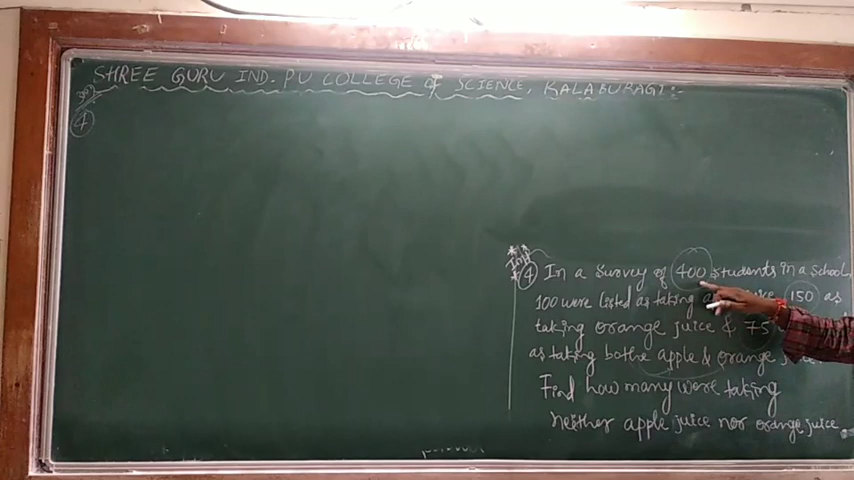 SHREE GURU IND. PU COLLEGE OF SCIENCE, KALABURAGI :-
4
Imp
4 In a Survey of 400 students in a school,
100 were listed as taking 150 as
taking orange juice & 75
as taking bothe apple & orange
Find how many were taking
neither apple juice nor orange juice.